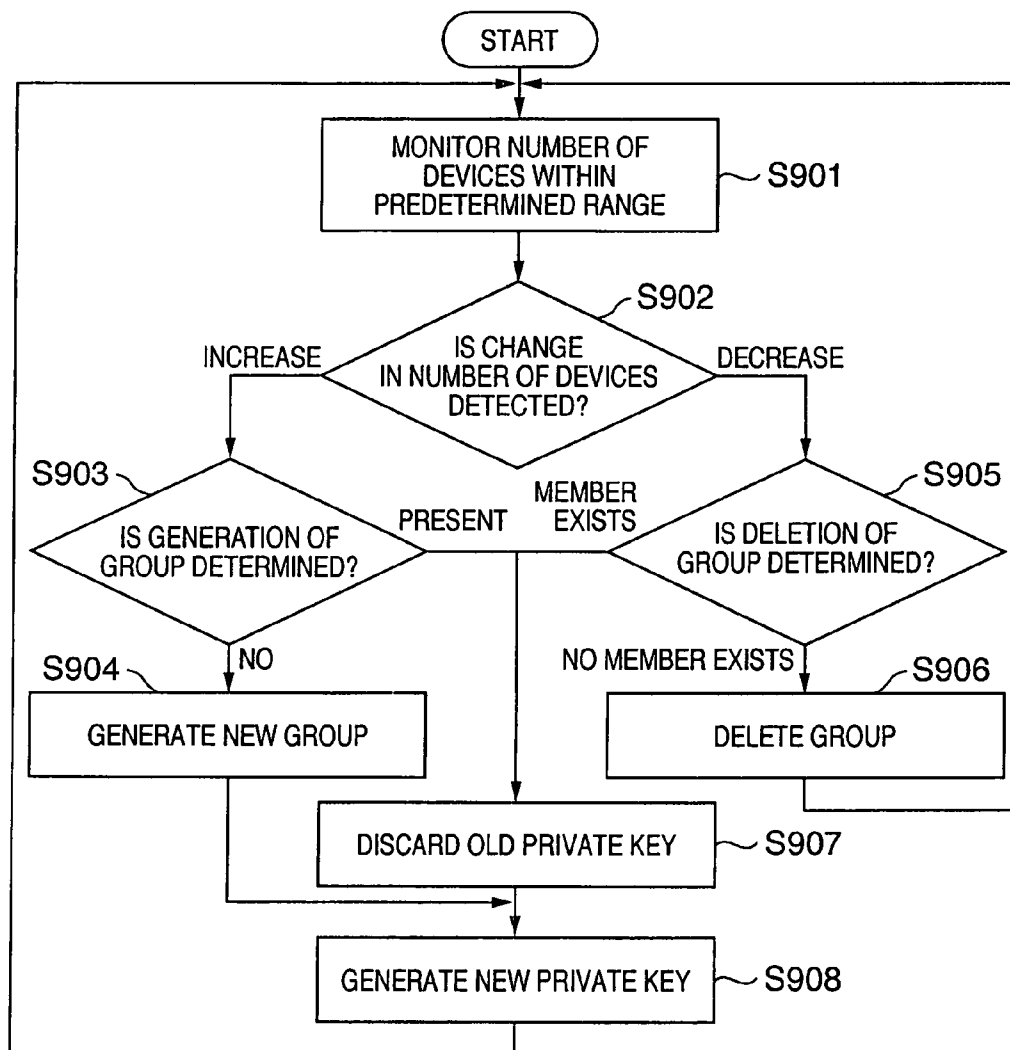 START
MONITOR NUMBER OF
DEVICES WITHIN
PREDETERMINED RANGE
S901
S902
IS CHANGE
IN NUMBER OF DEVICES
DETECTED?
INCREASE
DECREASE
S903
IS GENERATION OF
GROUP DETERMINED?
PRESENT
MEMBER
EXISTS
S905
IS DELETION OF
GROUP DETERMINED?
NO
NO MEMBER EXISTS
S904
GENERATE NEW GROUP
S906
DELETE GROUP
DISCARD OLD PRIVATE KEY
S907
GENERATE NEW PRIVATE KEY
S908